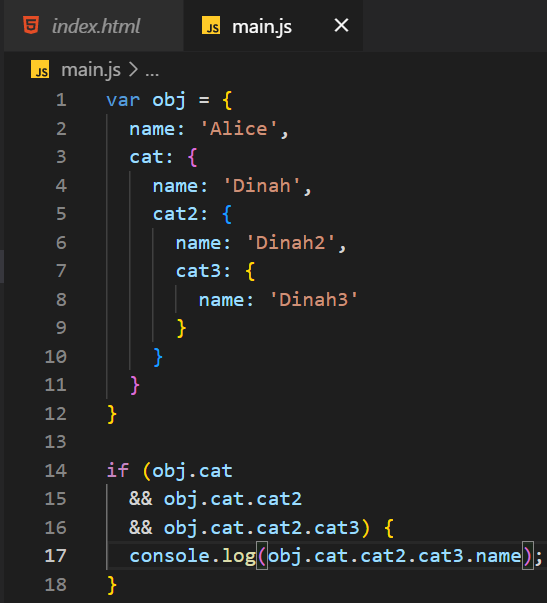 index.html main.js ×
JS main.js > ...
1 var obj = {
2   name: 'Alice',
3   cat: {
4     name: 'Dinah',
5     cat2: {
6       name: 'Dinah2',
7       cat3: {
8         name: 'Dinah3'
9       }
10     }
11   }
12 }
13
14 if (obj.cat
15   && obj.cat.cat2
16   && obj.cat.cat2.cat3) {
17   console.log(obj.cat.cat2.cat3.name);
18 }